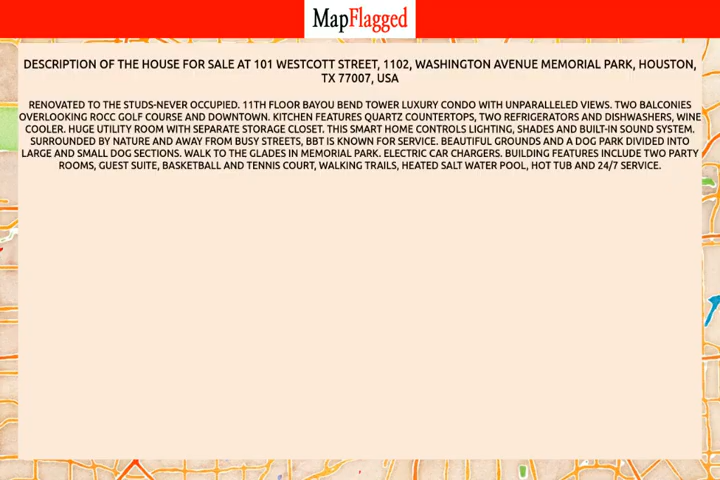 MapFlagged
DESCRIPTION OF THE HOUSE FOR SALE AT 101 WESTCOTT STREET, 1102, WASHINGTON AVENUE MEMORIAL PARK, HOUSTON,
TX 77007, USA
RENOVATED TO THE STUDS-NEVER OCCUPIED. 11TH FLOOR BAYOU BEND TOWER LUXURY CONDO WITH UNPARALLELED VIEWS. TWO BALCONIES
OVERLOOKING ROCC GOLF COURSE AND DOWNTOWN. KITCHEN FEATURES QUARTZ COUNTERTOPS, TWO REFRIGERATORS AND DISHWASHERS, WINE
COOLER. HUGE UTILITY ROOM WITH SEPARATE STORAGE CLOSET. THIS SMART HOME CONTROLS LIGHTING, SHADES AND BUILT-IN SOUND SYSTEM.
SURROUNDED BY NATURE AND AWAY FROM BUSY STREETS, BBT IS KNOWN FOR SERVICE. BEAUTIFUL GROUNDS AND A DOG PARK DIVIDED INTO
LARGE AND SMALL DOG SECTIONS. WALK TO THE GLADES IN MEMORIAL PARK. ELECTRIC CAR CHARGERS. BUILDING FEATURES INCLUDE TWO PARTY
ROOMS, GUEST SUITE, BASKETBALL AND TENNIS COURT, WALKING TRAILS, HEATED SALT WATER POOL, HOT TUB AND 24/7 SERVICE.